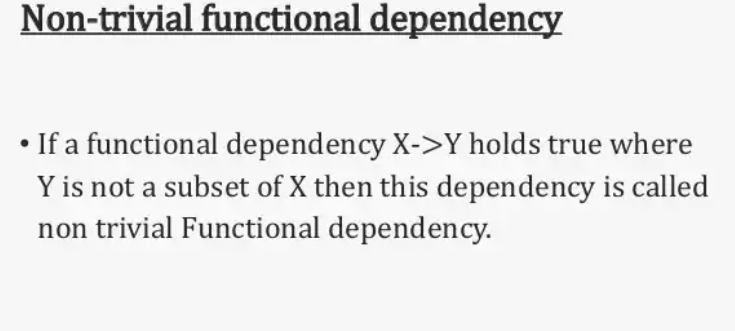 Non-trivial functional dependency
• If a functional dependency X->Y holds true where
Y is not a subset of X then this dependency is called
non trivial Functional dependency.